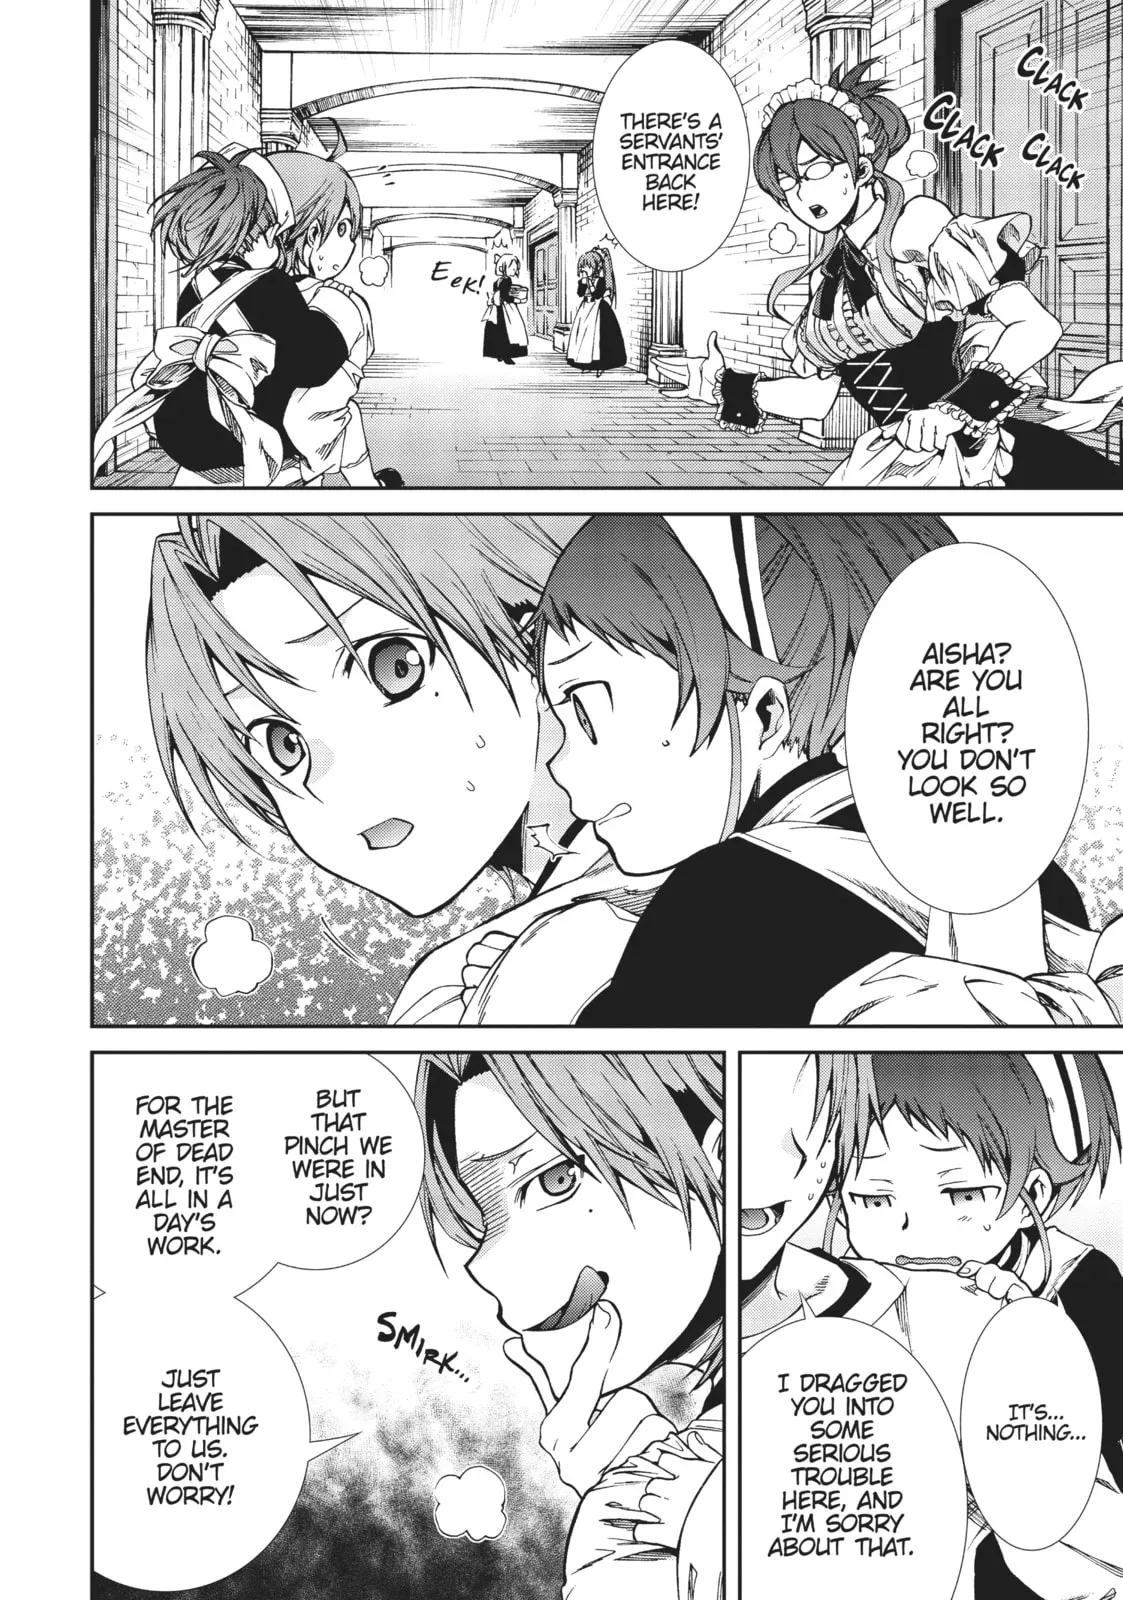 CLACK
CLACK
CLACK
THERE'S A
SERVANTS'
ENTRANCE
BACK
HERE!
EEK!
AISHA?
ARE YOU
ALL
RIGHT?
YOU DON'T
LOOK SO
WELL.
IT'S...
NOTHING...
I DRAGGED
YOU INTO
SOME
SERIOUS
TROUBLE
HERE, AND
I'M SORRY
ABOUT THAT.
BUT
THAT
PINCH WE
WERE IN
JUST
NOW?
FOR THE
MASTER
OF DEAD
END, IT'S
ALL IN A
DAY'S
WORK.
SMIRK...
JUST
LEAVE
EVERYTHING
TO US.
DON'T
WORRY!